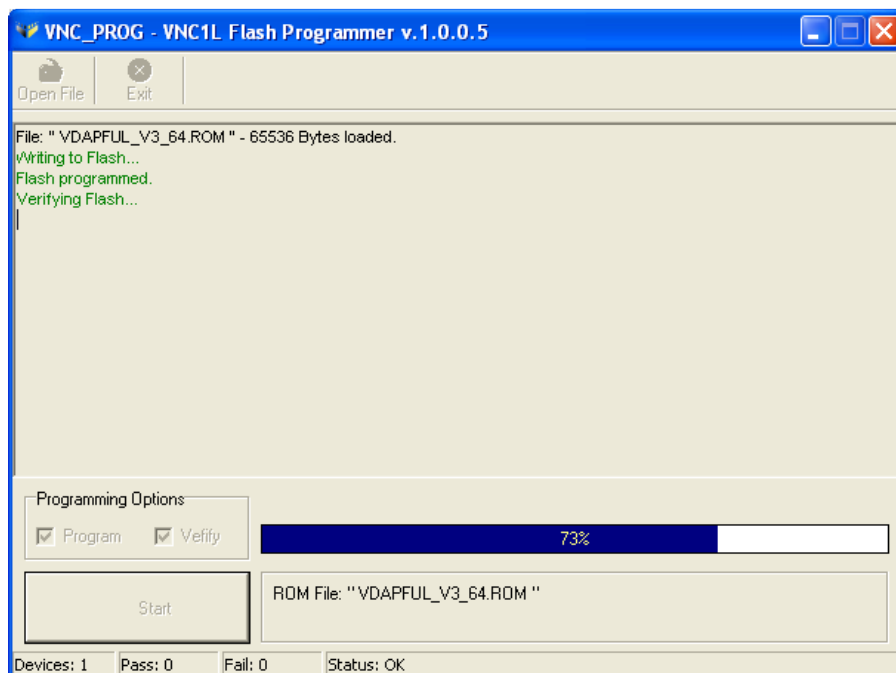 VNC_PROG - VNC1L Flash Programmer v.1.0.0.5
Open File Exit
File: " VDAPFUL_V3_64.ROM " - 65536 Bytes loaded.
Writing to Flash...
Flash programmed.
Verifying Flash...
Programming Options
Program Vefify
73%
Start
ROM File: " VDAPFUL_V3_64.ROM "
Devices: 1 Pass: 0 Fail: 0 Status: OK